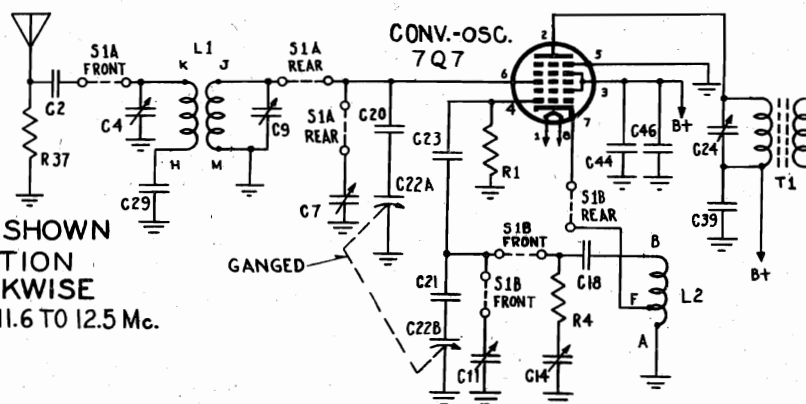 CONV.-OSC.
7Q7
2
5
6
3
4
1
8
7
S1A
FRONT
K
L1
J
S1A
REAR
C2
C4
C9
S1A
REAR
C20
C23
R1
C44
C46
B+
C24
T1
R37
H
M
C29
C7
C22A
S1B
REAR
C39
B+
SHOWN
TION
KWISE
11.6 TO 12.5 Mc.
GANGED
S1B
FRONT
C21
S1B
FRONT
C18
B
F
L2
R4
A
C22B
C11
C14